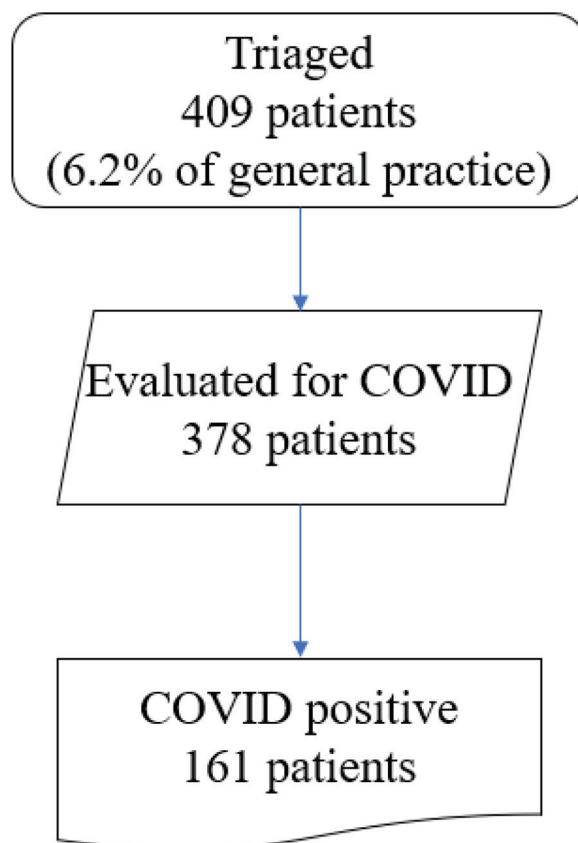 Triaged
409 patients
(6.2% of general practice)
Evaluated for COVID
378 patients
COVID positive
161 patients